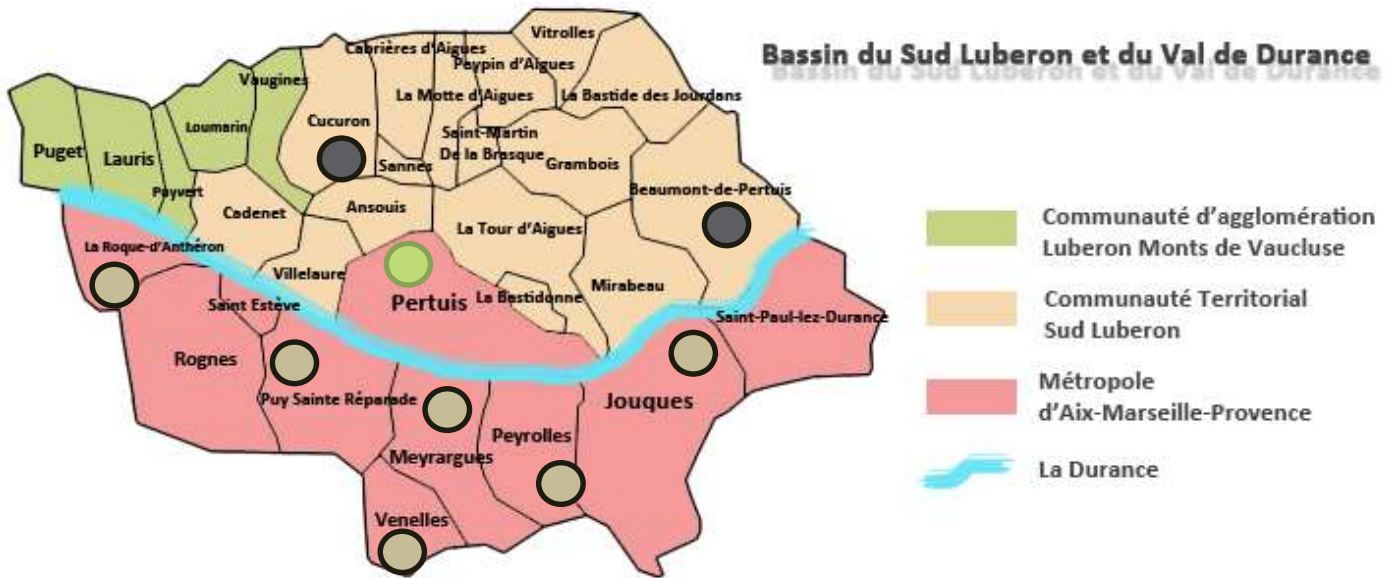 Bassin du Sud Luberon et du Val de Durance
Vitrolles
Cabrières d'Aigues
Peypin d'Aigues
Vaugines
La Motte d'Aigues
La Bastide des Jourdans
Cucuron
Loumarin
Saint-Martin
De la Brasque
Puget
Lauris
Sannes
Grambois
Puyvert
Beaumont-de-Pertuis
Cadenet
Ansouis
La Tour d'Aigues
La Roque-d'Anthéron
Villelaure
Mirabeau
Saint Estève
Pertuis
La Bastidonne
Saint-Paul-lez-Durance
Rognes
Puy Sainte Réparade
Jouques
Peyrolles
Meyrargues
Venelles
Communauté d'agglomération
Luberon Monts de Vaucluse
Communauté Territorial
Sud Luberon
Métropole
d'Aix-Marseille-Provence
La Durance